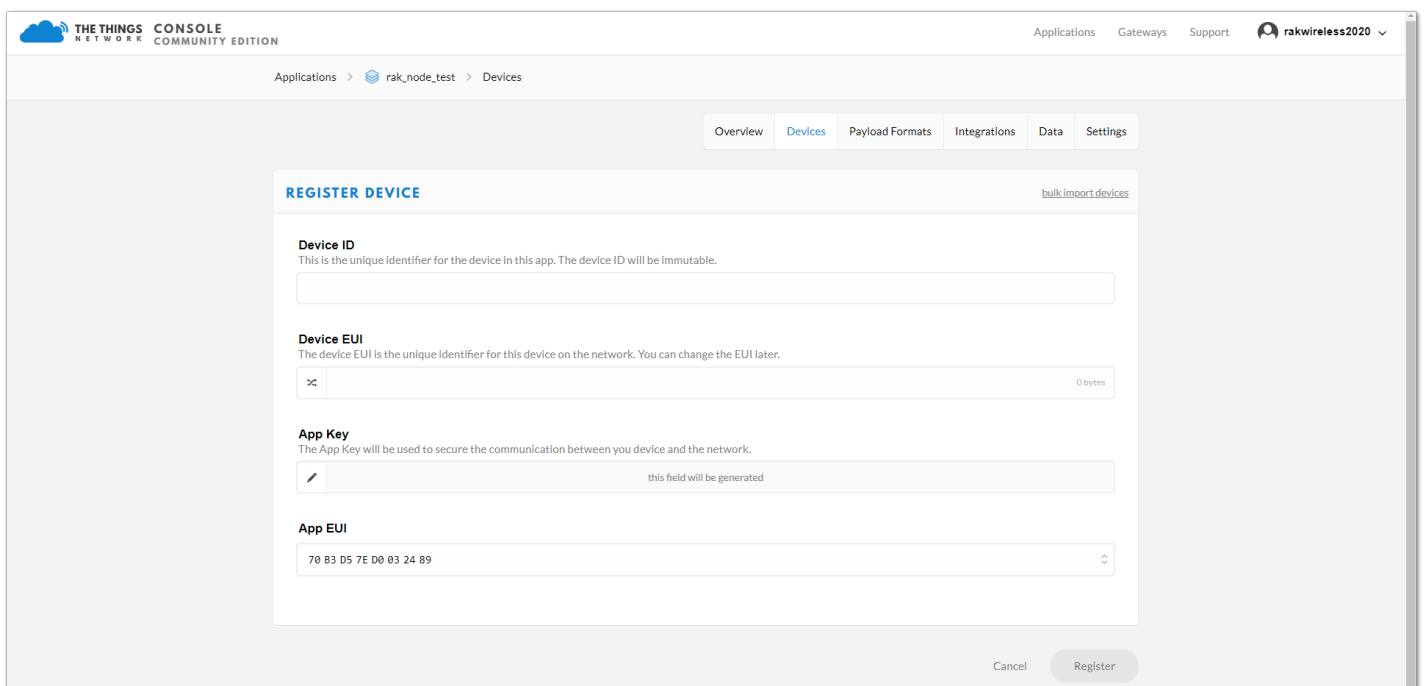 THE THINGS NETWORK CONSOLE COMMUNITY EDITION
Applications Gateways Support rakwireless2020
Applications > rak_node_test > Devices
Overview Devices Payload Formats Integrations Data Settings
REGISTER DEVICE bulk import devices
Device ID
This is the unique identifier for the device in this app. The device ID will be immutable.
Device EUI
The device EUI is the unique identifier for this device on the network. You can change the EUI later.
0 bytes
App Key
The App Key will be used to secure the communication between you device and the network.
this field will be generated
App EUI
70 B3 D5 7E D0 03 24 89
Cancel Register